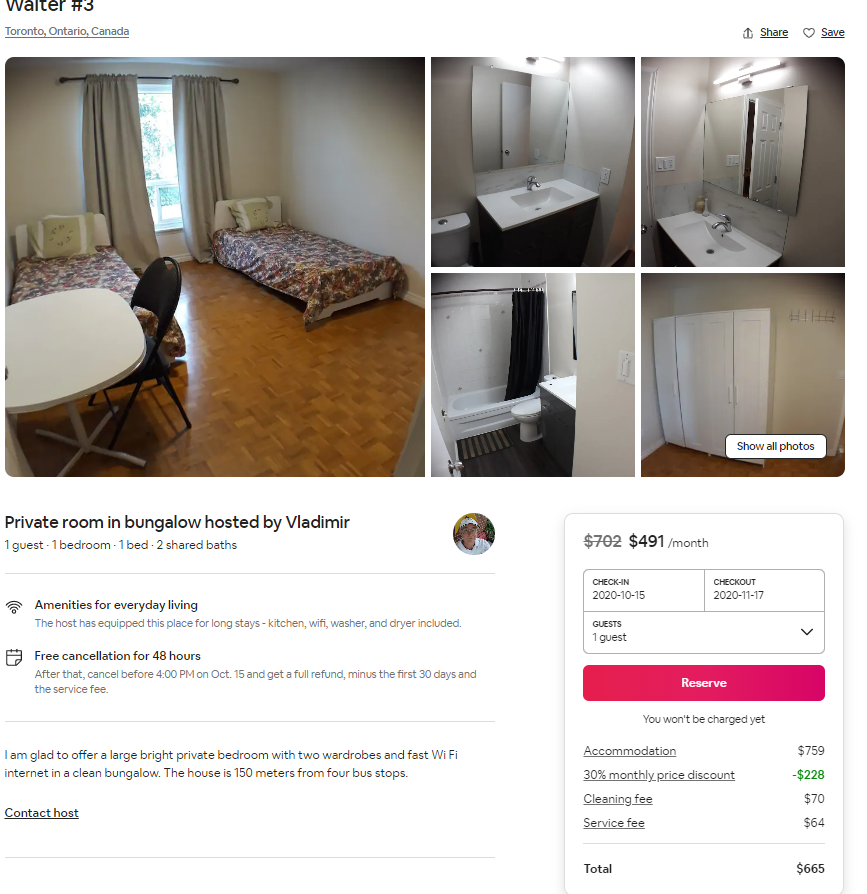 Walter #3
Toronto, Ontario, Canada
Share
Save
Show all photos
Private room in bungalow hosted by Vladimir
1 guest · 1 bedroom · 1 bed · 2 shared baths
Amenities for everyday living
The host has equipped this place for long stays - kitchen, wifi, washer, and dryer included.
Free cancellation for 48 hours
After that, cancel before 4:00 PM on Oct. 15 and get a full refund, minus the first 30 days and
the service fee.
I am glad to offer a large bright private bedroom with two wardrobes and fast Wi Fi
internet in a clean bungalow. The house is 150 meters from four bus stops.
Contact host
$702 $491 /month
CHECK-IN
2020-10-15
CHECKOUT
2020-11-17
GUESTS
1 guest
Reserve
You won't be charged yet
Accommodation $759
30% monthly price discount -$228
Cleaning fee $70
Service fee $64
Total $665